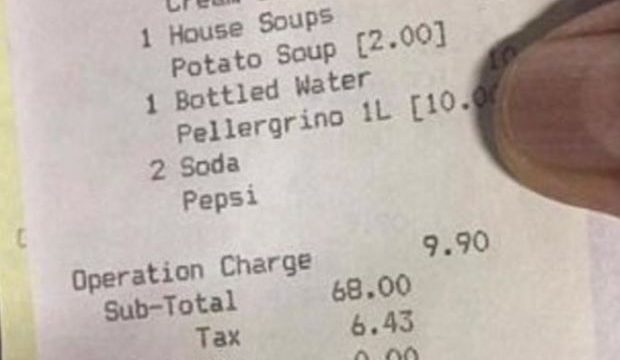 1 House Soups
Potato Soup [2.00]
1 Bottled Water
Pellergrino 1L
2 Soda
Pepsi
Operation Charge 9.90
Sub-Total 68.00
Tax 6.43